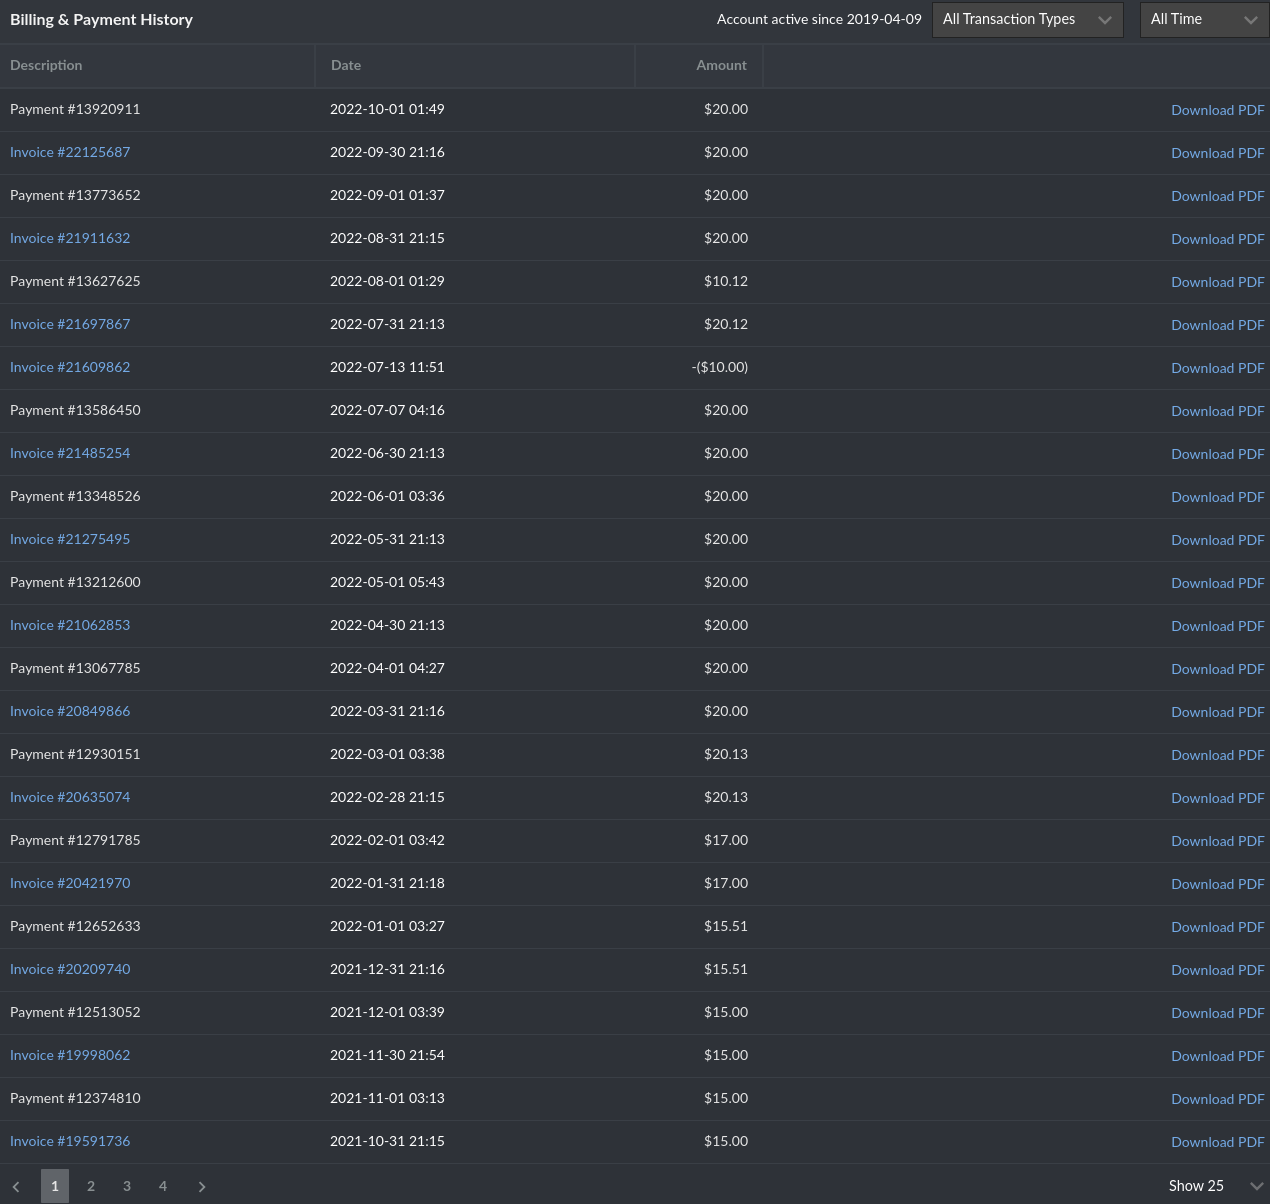 Billing & Payment History Account active since 2019-04-09 All Transaction Types All Time
Description Date Amount
Payment #13920911 2022-10-01 01:49 $20.00 Download PDF
Invoice #22125687 2022-09-30 21:16 $20.00 Download PDF
Payment #13773652 2022-09-01 01:37 $20.00 Download PDF
Invoice #21911632 2022-08-31 21:15 $20.00 Download PDF
Payment #13627625 2022-08-01 01:29 $10.12 Download PDF
Invoice #21697867 2022-07-31 21:13 $20.12 Download PDF
Invoice #21609862 2022-07-13 11:51 -($10.00) Download PDF
Payment #13586450 2022-07-07 04:16 $20.00 Download PDF
Invoice #21485254 2022-06-30 21:13 $20.00 Download PDF
Payment #13348526 2022-06-01 03:36 $20.00 Download PDF
Invoice #21275495 2022-05-31 21:13 $20.00 Download PDF
Payment #13212600 2022-05-01 05:43 $20.00 Download PDF
Invoice #21062853 2022-04-30 21:13 $20.00 Download PDF
Payment #13067785 2022-04-01 04:27 $20.00 Download PDF
Invoice #20849866 2022-03-31 21:16 $20.00 Download PDF
Payment #12930151 2022-03-01 03:38 $20.13 Download PDF
Invoice #20635074 2022-02-28 21:15 $20.13 Download PDF
Payment #12791785 2022-02-01 03:42 $17.00 Download PDF
Invoice #20421970 2022-01-31 21:18 $17.00 Download PDF
Payment #12652633 2022-01-01 03:27 $15.51 Download PDF
Invoice #20209740 2021-12-31 21:16 $15.51 Download PDF
Payment #12513052 2021-12-01 03:39 $15.00 Download PDF
Invoice #19998062 2021-11-30 21:54 $15.00 Download PDF
Payment #12374810 2021-11-01 03:13 $15.00 Download PDF
Invoice #19591736 2021-10-31 21:15 $15.00 Download PDF
1 2 3 4 Show 25